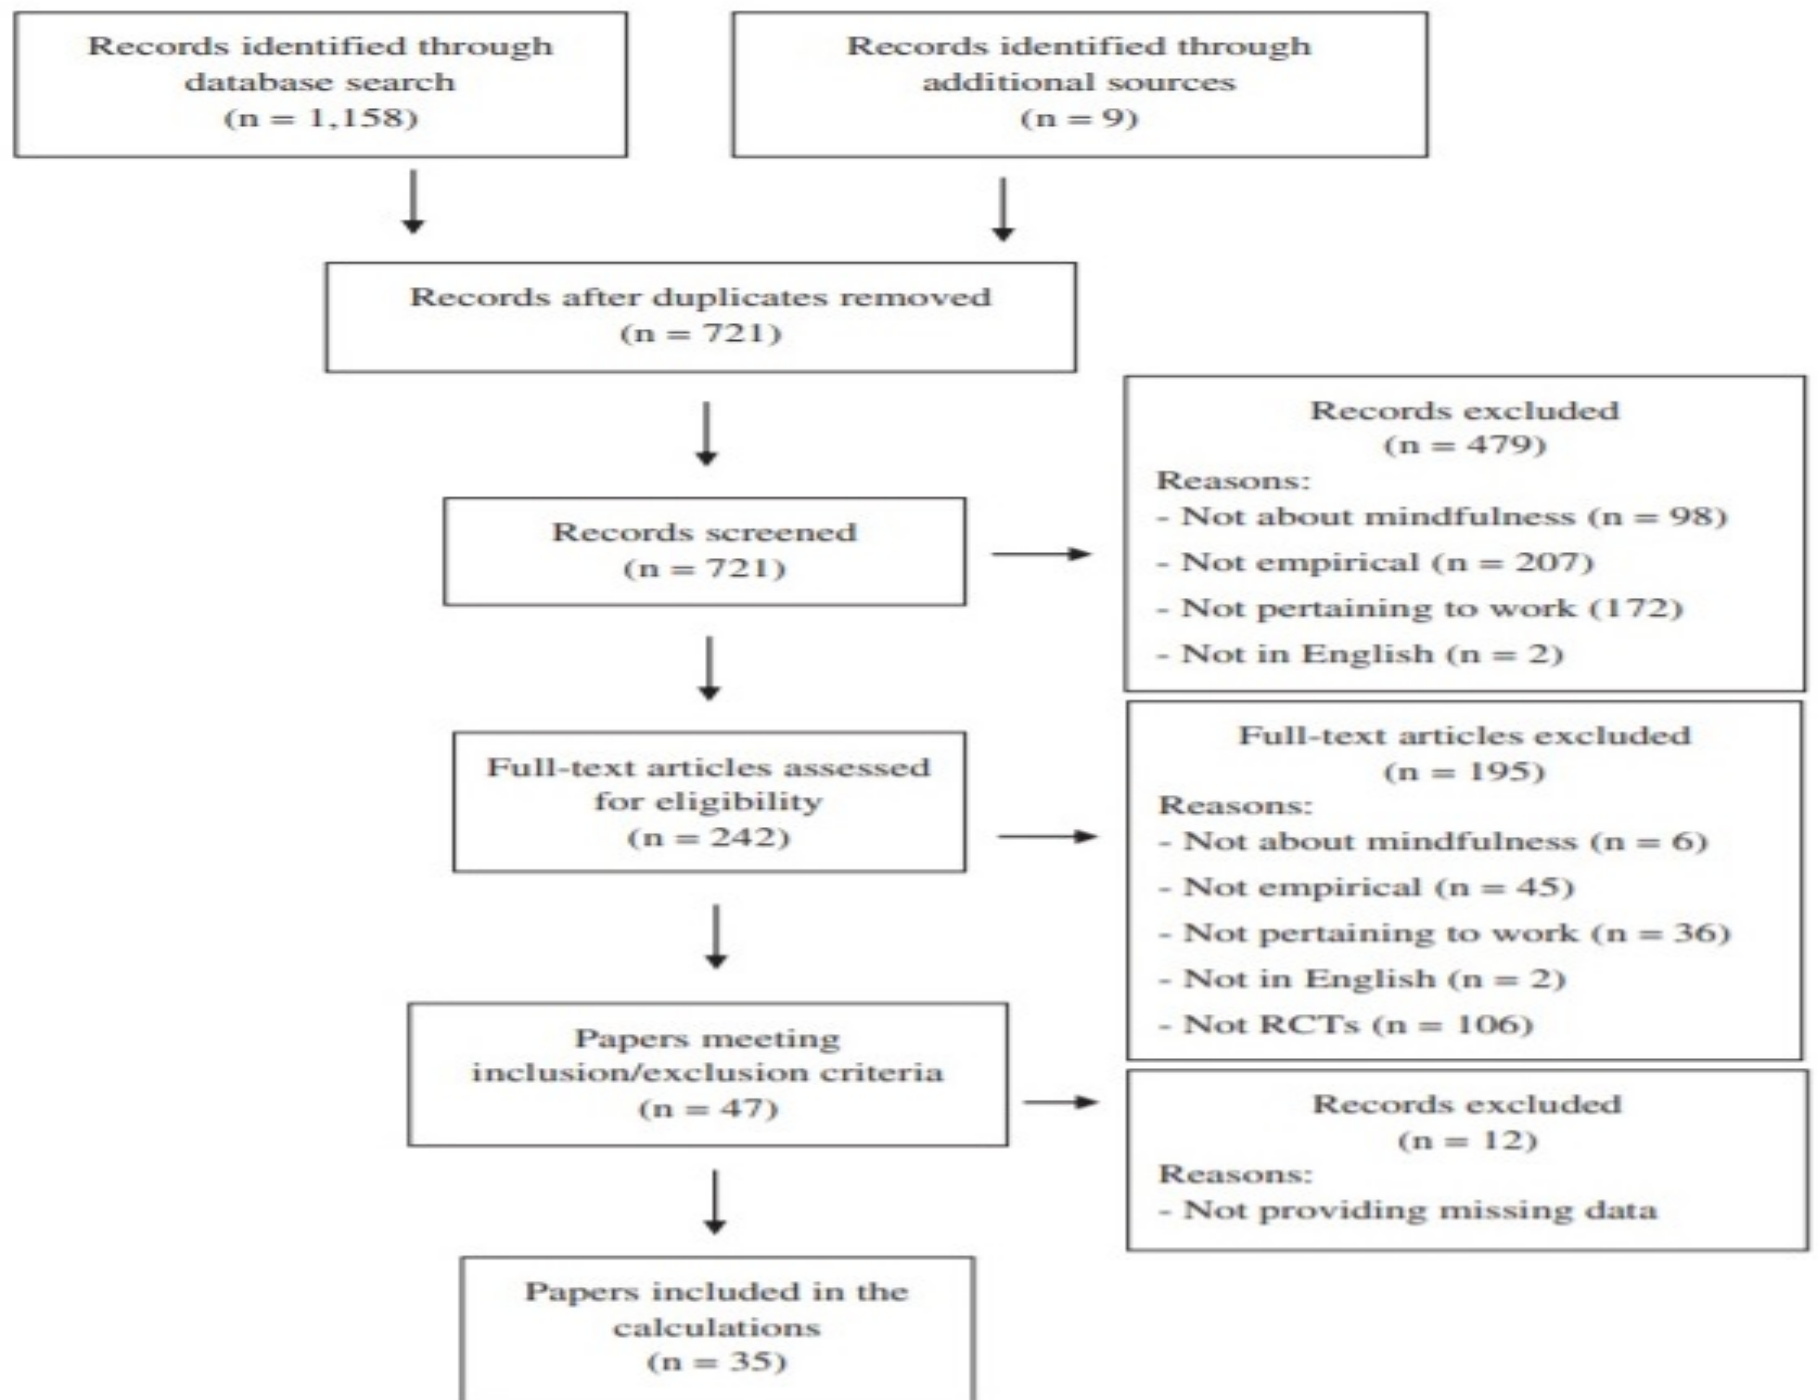 Records identified through
database search
(n = 1,158)
Records identified through
additional sources
(n = 9)
Records after duplicates removed
(n = 721)
Records screened
(n = 721)
Records excluded
(n = 479)
Reasons:
- Not about mindfulness (n = 98)
- Not empirical (n = 207)
- Not pertaining to work (172)
- Not in English (n = 2)
Full-text articles assessed
for eligibility
(n = 242)
Full-text articles excluded
(n = 195)
Reasons:
- Not about mindfulness (n = 6)
- Not empirical (n = 45)
- Not pertaining to work (n = 36)
- Not in English (n = 2)
- Not RCTs (n = 106)
Papers meeting
inclusion/exclusion criteria
(n = 47)
Records excluded
(n = 12)
Reasons:
- Not providing missing data
Papers included in the
calculations
(n = 35)